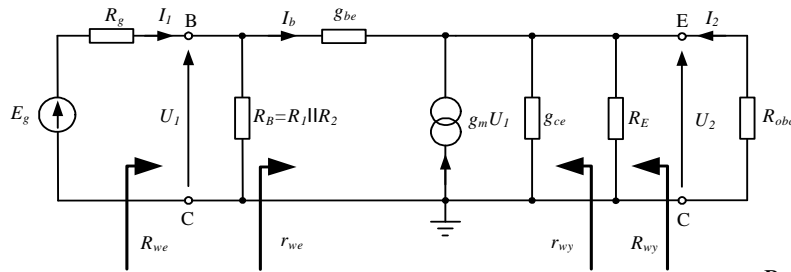 R_g I_1 B I_b g_be E I_2
E_g U_1 R_B=R_1||R_2 g_mU_1 g_ce R_E U_2 R_obc
C C
R_we r_we r_wy R_wy